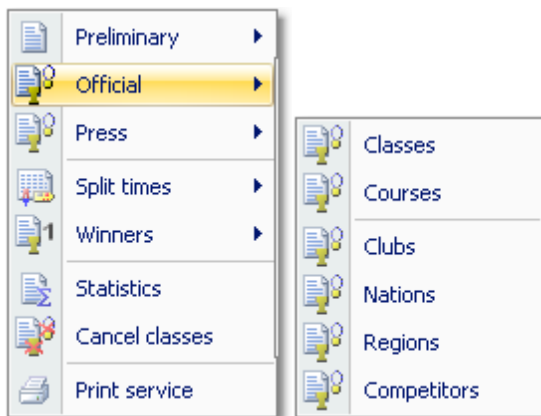 Preliminary
Official
Press
Split times
Winners
Statistics
Cancel classes
Print service
Classes
Courses
Clubs
Nations
Regions
Competitors